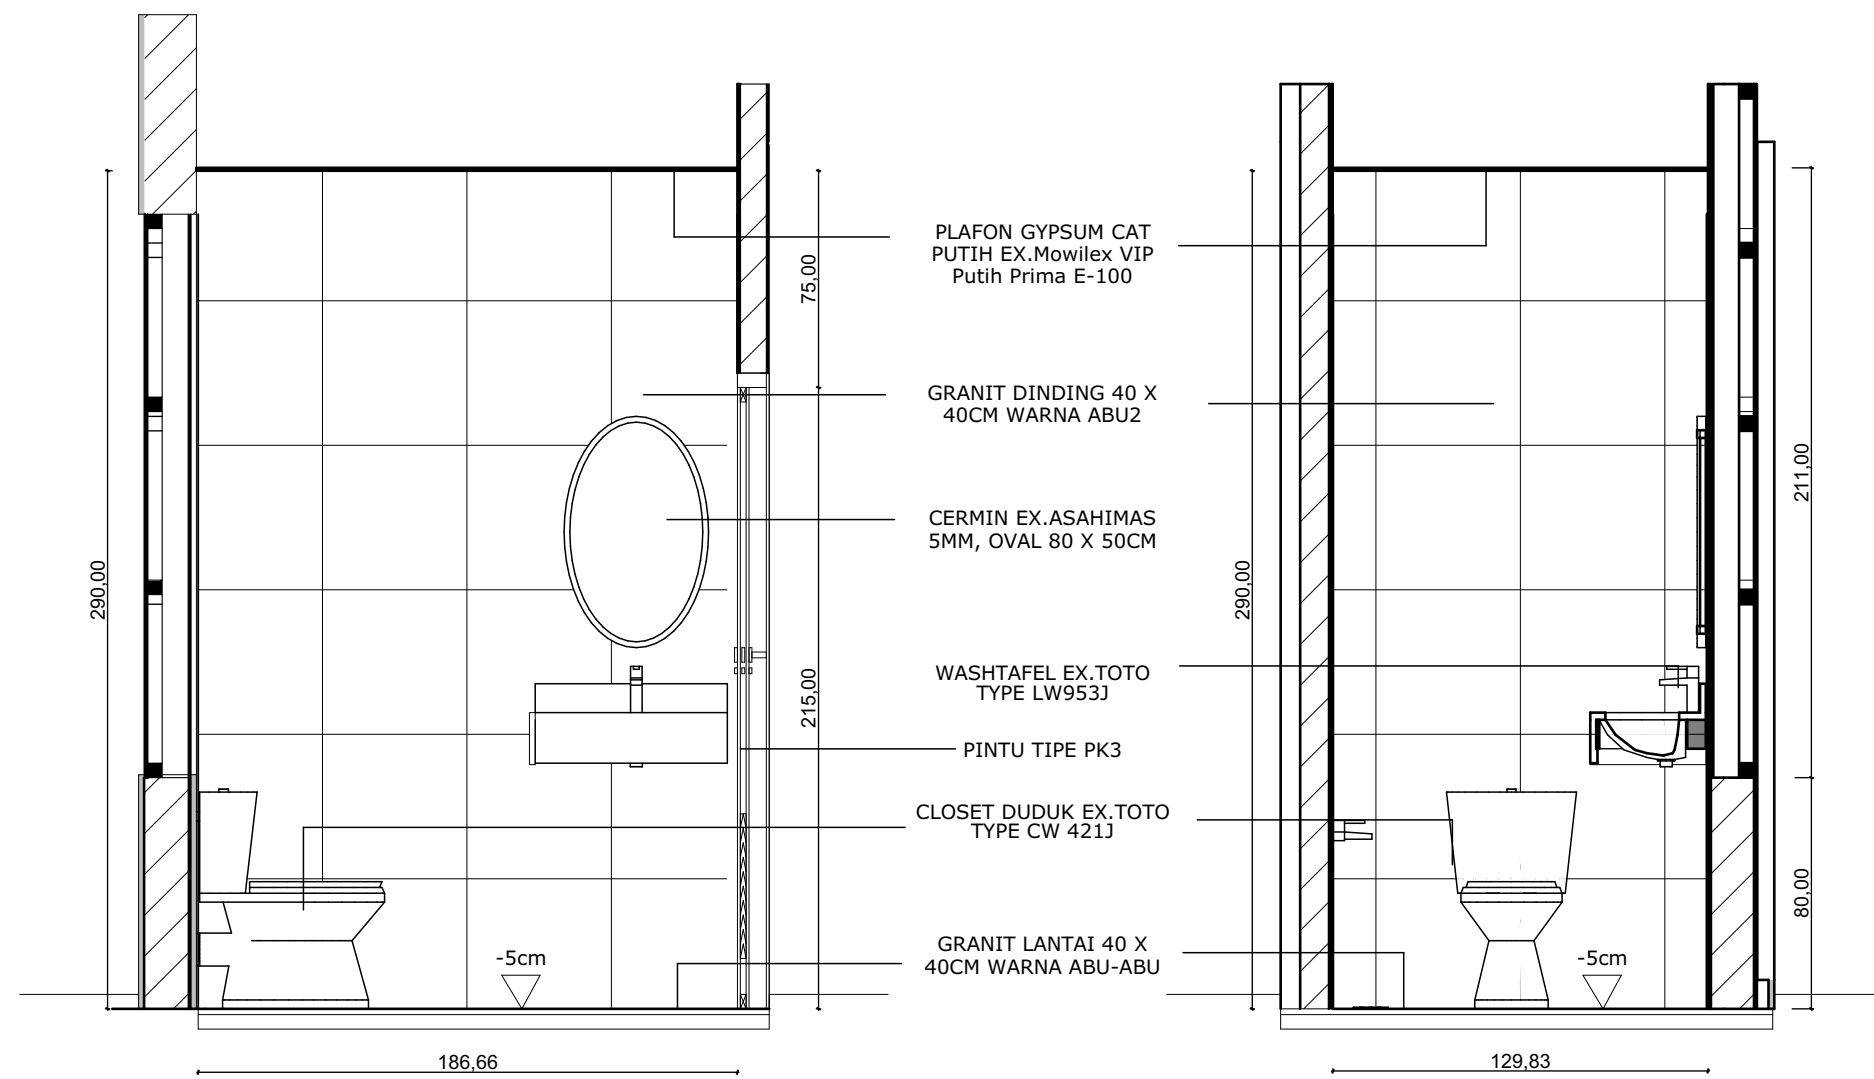 PLAFON GYPSUM CAT
PUTIH EX.Mowilex VIP
Putih Prima E-100
75,00
GRANIT DINDING 40 X
40CM WARNA ABU2
211,00
CERMIN EX.ASAHIMAS
5MM, OVAL 80 X 50CM
290,00
290,00
215,00
WASHTAFEL EX.TOTO
TYPE LW953J
PINTU TIPE PK3
CLOSET DUDUK EX.TOTO
TYPE CW 421J
80,00
-5cm
GRANIT LANTAI 40 X
40CM WARNA ABU-ABU
-5cm
186,66
129,83